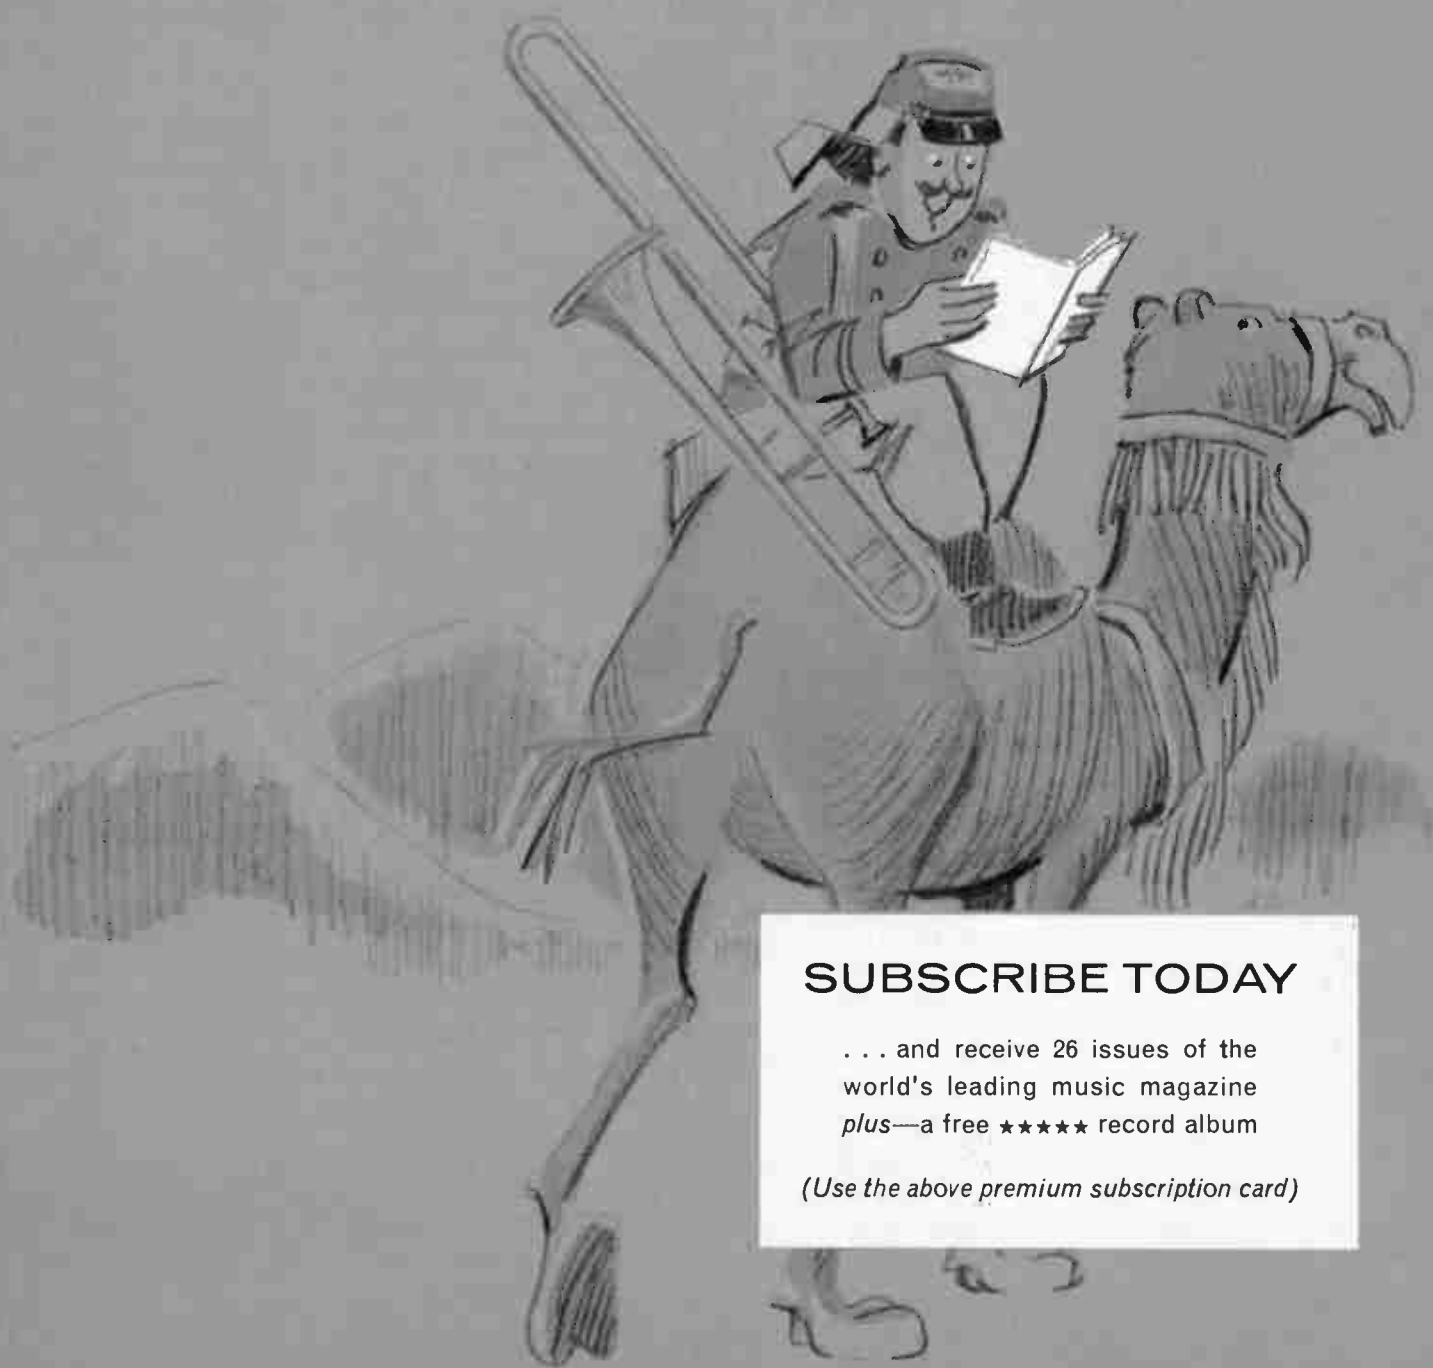 SUBSCRIBE TODAY
. . . and receive 26 issues of the
world's leading music magazine
plus—a free ★★★★★ record album
(Use the above premium subscription card)